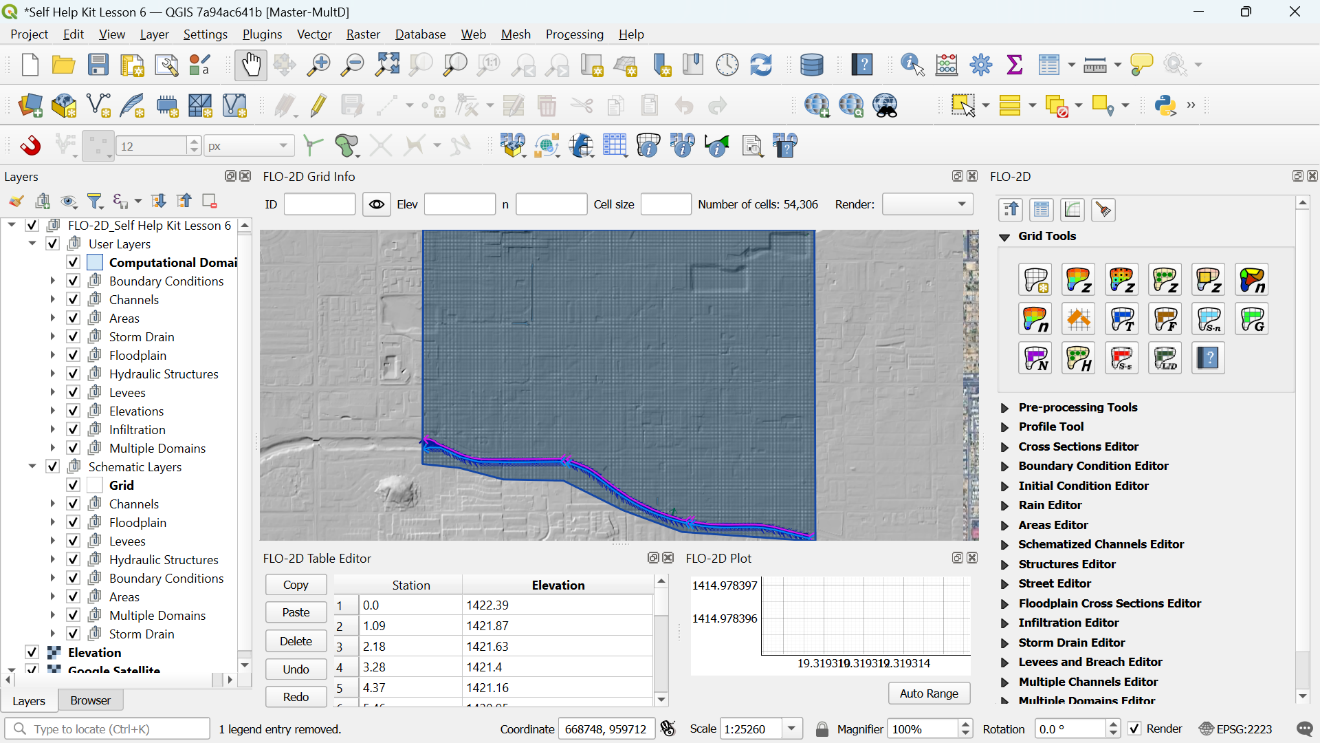 *Self Help Kit Lesson 6 — QGIS 7a94ac641b [Master-MultD]
Project Edit View Layer Settings Plugins Vector Raster Database Web Mesh Processing Help
12 px
Layers
FLO-2D_Self Help Kit Lesson 6
User Layers
Computational Domai
Boundary Conditions
Channels
Areas
Storm Drain
Floodplain
Hydraulic Structures
Levees
Elevations
Infiltration
Multiple Domains
Schematic Layers
Grid
Channels
Floodplain
Levees
Hydraulic Structures
Boundary Conditions
Areas
Multiple Domains
Storm Drain
Elevation
Google Satellite
Layers Browser
FLO-2D Grid Info
ID Elev n Cell size Number of cells: 54,306 Render:
FLO-2D Table Editor
Copy
Paste
Delete
Undo
Redo
Station Elevation
1 0.0 1422.39
2 1.09 1421.87
3 2.18 1421.63
4 3.28 1421.4
5 4.37 1421.16
FLO-2D Plot
1414.978397
1414.978396
Auto Range
FLO-2D
Grid Tools
z z z z n
n T F S-n G
N H S-s LID ?
Pre-processing Tools
Profile Tool
Cross Sections Editor
Boundary Condition Editor
Initial Condition Editor
Rain Editor
Areas Editor
Schematized Channels Editor
Structures Editor
Street Editor
Floodplain Cross Sections Editor
Infiltration Editor
Storm Drain Editor
Levees and Breach Editor
Multiple Channels Editor
Multiple Domains Editor
Type to locate (Ctrl+K) 1 legend entry removed. Coordinate 668748, 959712 Scale 1:25260 Magnifier 100% Rotation 0.0 ° Render EPSG:2223